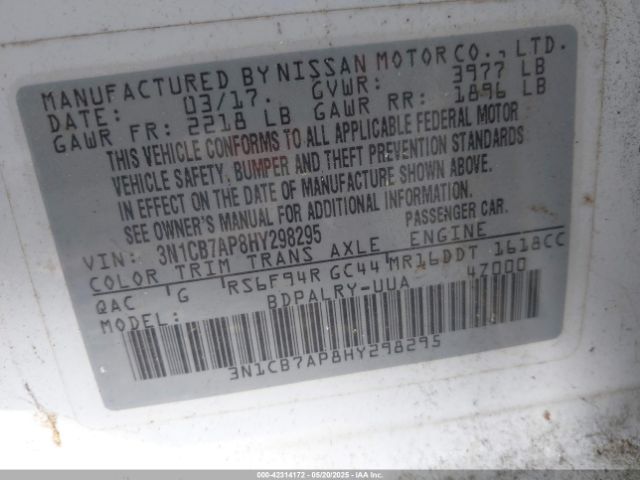 MANUFACTURED BY NISSAN MOTOR CO., LTD.
DATE: 03/17. GVWR: 3977 LB
GAWR FR: 2218 LB GAWR RR: 1896 LB
THIS VEHICLE CONFORMS TO ALL APPLICABLE FEDERAL MOTOR
VEHICLE SAFETY, BUMPER AND THEFT PREVENTION STANDARDS
IN EFFECT ON THE DATE OF MANUFACTURE SHOWN ABOVE.
SEE OWNER'S MANUAL FOR ADDITIONAL INFORMATION.
VIN: 3N1CB7AP8HY298295 PASSENGER CAR.
COLOR TRIM TRANS AXLE ENGINE
QAC G RS6F94R GC44 MR16DDT 1618CC
MODEL: BDPALRY-UUA 4Z000
3N1CB7AP8HY298295
000-42314172 — 05/20/2025 — IAAI.COM